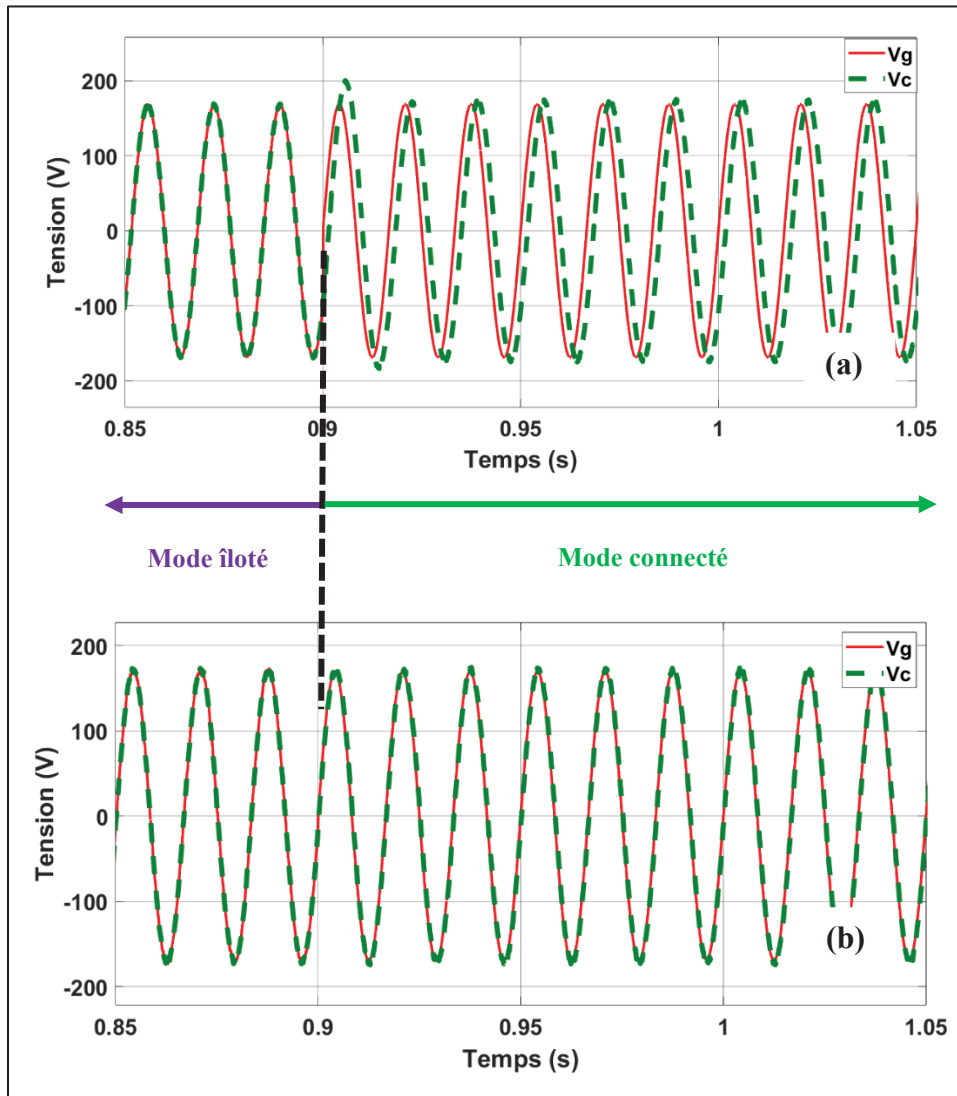 Vg
Vc
200
100
0
-100
-200
Tension (V)
(a)
0.85
0.9
0.95
1
1.05
Temps (s)
Mode îloté
Mode connecté
Vg
Vc
200
100
0
-100
-200
Tension (V)
(b)
0.85
0.9
0.95
1
1.05
Temps (s)